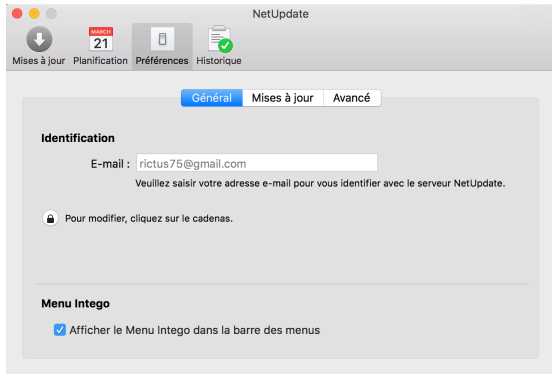 NetUpdate
MARCH
21
Mises à jour Planification Préférences Historique
Général Mises à jour Avancé
Identification
E-mail : rictus75@gmail.com
Veuillez saisir votre adresse e-mail pour vous identifier avec le serveur NetUpdate.
Pour modifier, cliquez sur le cadenas.
Menu Intego
Afficher le Menu Intego dans la barre des menus